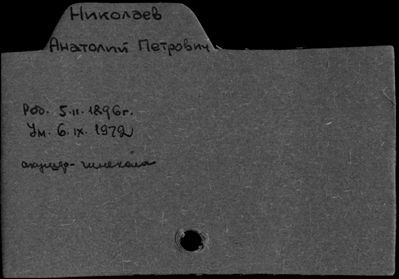 Николаев
Анатолий Петрович
Род. 5.II.1896г.
Ум. 6.IX.1972
акушер-гинеколог